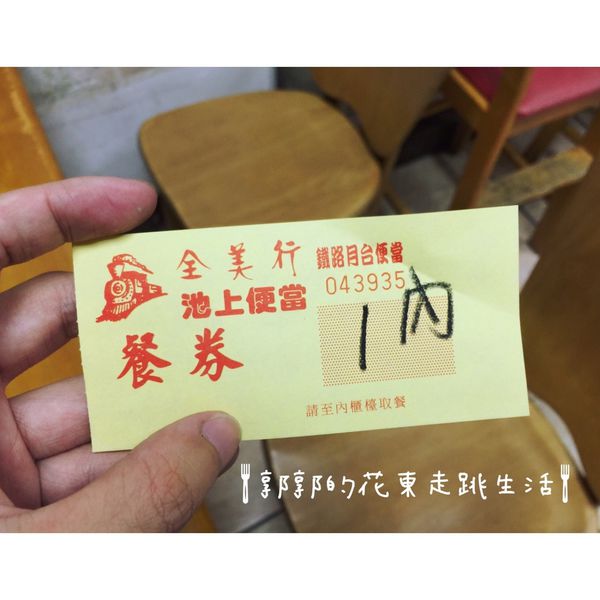 全美行
鐵路月台便當
池上便當
043935
餐券
1內
請至內櫃檯取餐
郭郭的花東走跳生活